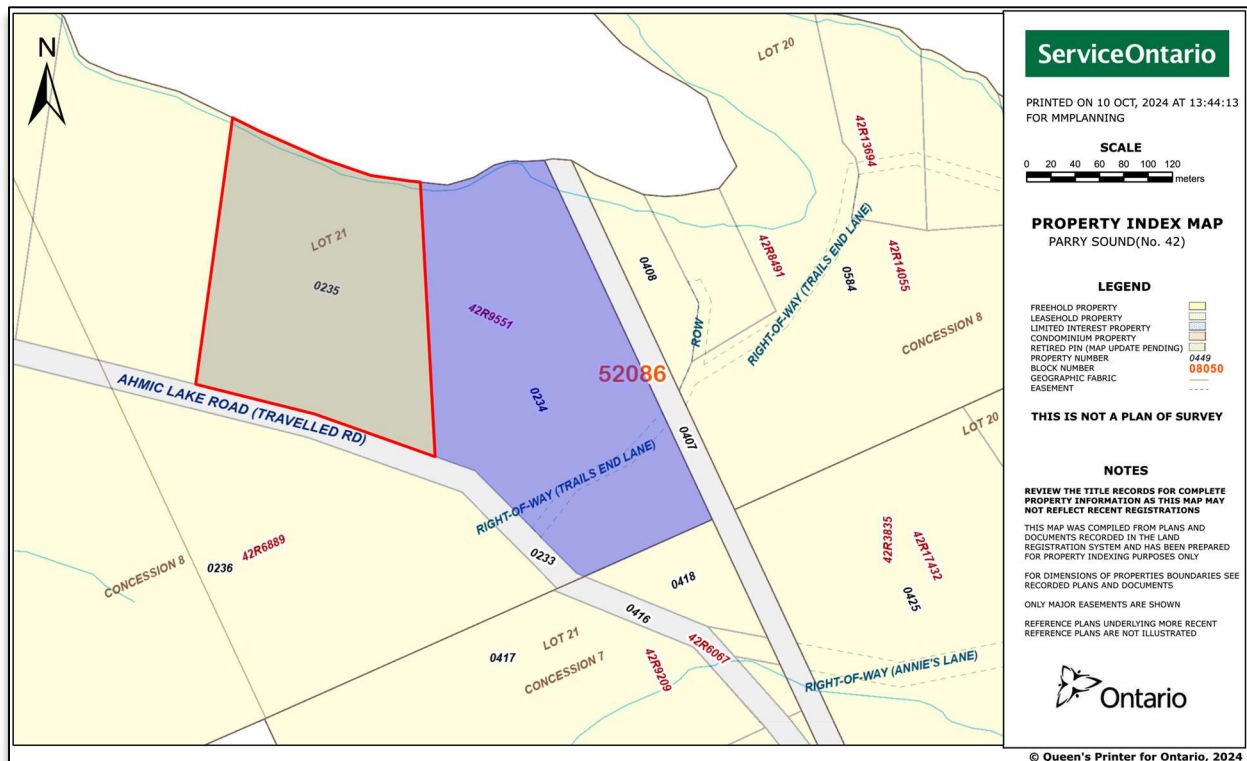 N
LOT 20
42R13694
LOT 21
0235
42R9551
0408
42R8491
RIGHT-OF-WAY (TRAILS END LANE)
0584
42R14055
ROW
CONCESSION 8
52086
0234
AHMIC LAKE ROAD (TRAVELLED RD)
0407
LOT 20
RIGHT-OF-WAY (TRAILS END LANE)
0233
CONCESSION 8
0236
42R6889
0418
42R3835
42R17432
0425
0416
LOT 21
0417
CONCESSION 7
42R9209
42R6067
RIGHT-OF-WAY (ANNIE'S LANE)
ServiceOntario
PRINTED ON 10 OCT, 2024 AT 13:44:13
FOR MMPLANNING
SCALE
0 20 40 60 80 100 120
meters
PROPERTY INDEX MAP
PARRY SOUND(No. 42)
LEGEND
FREEHOLD PROPERTY
LEASEHOLD PROPERTY
LIMITED INTEREST PROPERTY
CONDOMINIUM PROPERTY
RETIRED PIN (MAP UPDATE PENDING)
PROPERTY NUMBER 0449
BLOCK NUMBER 08050
GEOGRAPHIC FABRIC
EASEMENT
THIS IS NOT A PLAN OF SURVEY
NOTES
REVIEW THE TITLE RECORDS FOR COMPLETE
PROPERTY INFORMATION AS THIS MAP MAY
NOT REFLECT RECENT REGISTRATIONS
THIS MAP WAS COMPILED FROM PLANS AND
DOCUMENTS RECORDED IN THE LAND
REGISTRATION SYSTEM AND HAS BEEN PREPARED
FOR PROPERTY INDEXING PURPOSES ONLY
FOR DIMENSIONS OF PROPERTIES BOUNDARIES SEE
RECORDED PLANS AND DOCUMENTS
ONLY MAJOR EASEMENTS ARE SHOWN
REFERENCE PLANS UNDERLYING MORE RECENT
REFERENCE PLANS ARE NOT ILLUSTRATED
Ontario
© Queen's Printer for Ontario, 2024